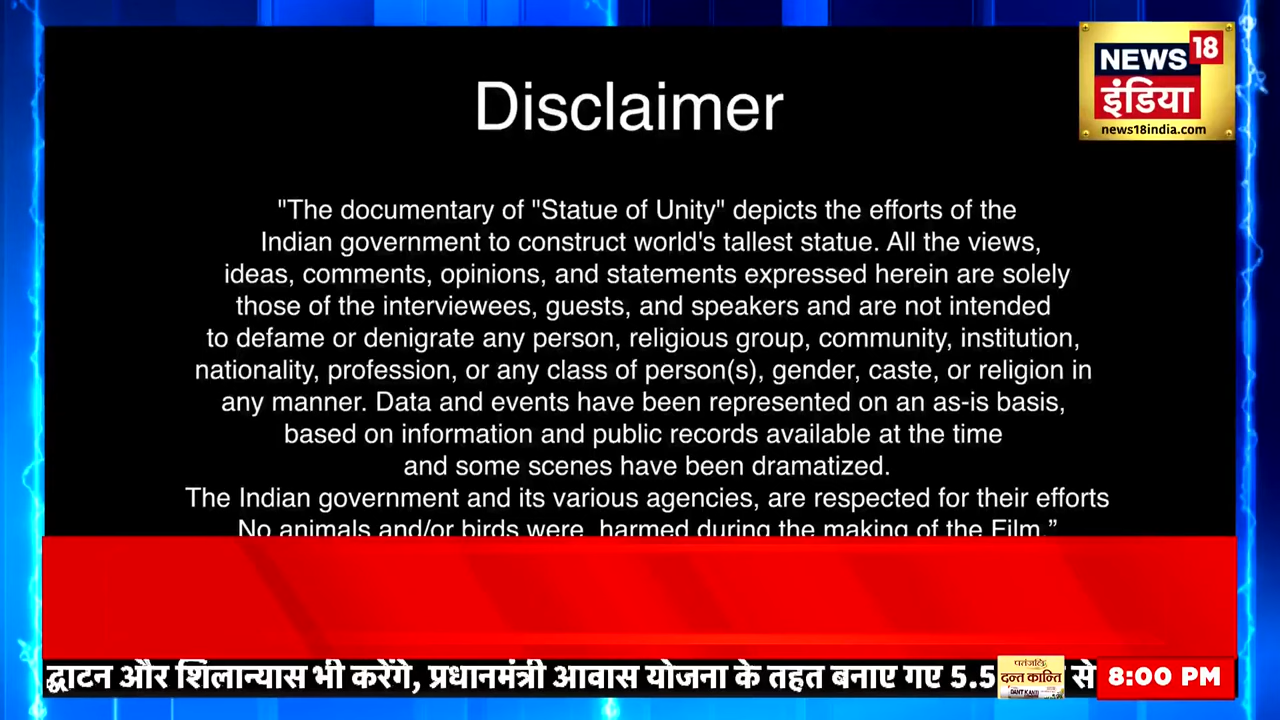 NEWS 18
इंडिया
news18india.com
Disclaimer
"The documentary of "Statue of Unity" depicts the efforts of the
Indian government to construct world's tallest statue. All the views,
ideas, comments, opinions, and statements expressed herein are solely
those of the interviewees, guests, and speakers and are not intended
to defame or denigrate any person, religious group, community, institution,
nationality, profession, or any class of person(s), gender, caste, or religion in
any manner. Data and events have been represented on an as-is basis,
based on information and public records available at the time
and some scenes have been dramatized.
The Indian government and its various agencies, are respected for their efforts
No animals and/or birds were harmed during the making of the Film.”
द्घाटन और शिलान्यास भी करेंगे, प्रधानमंत्री आवास योजना के तहत बनाए गए 5.5 से
पतंजलि
दन्त कान्ति
DANT KANTI
8:00 PM